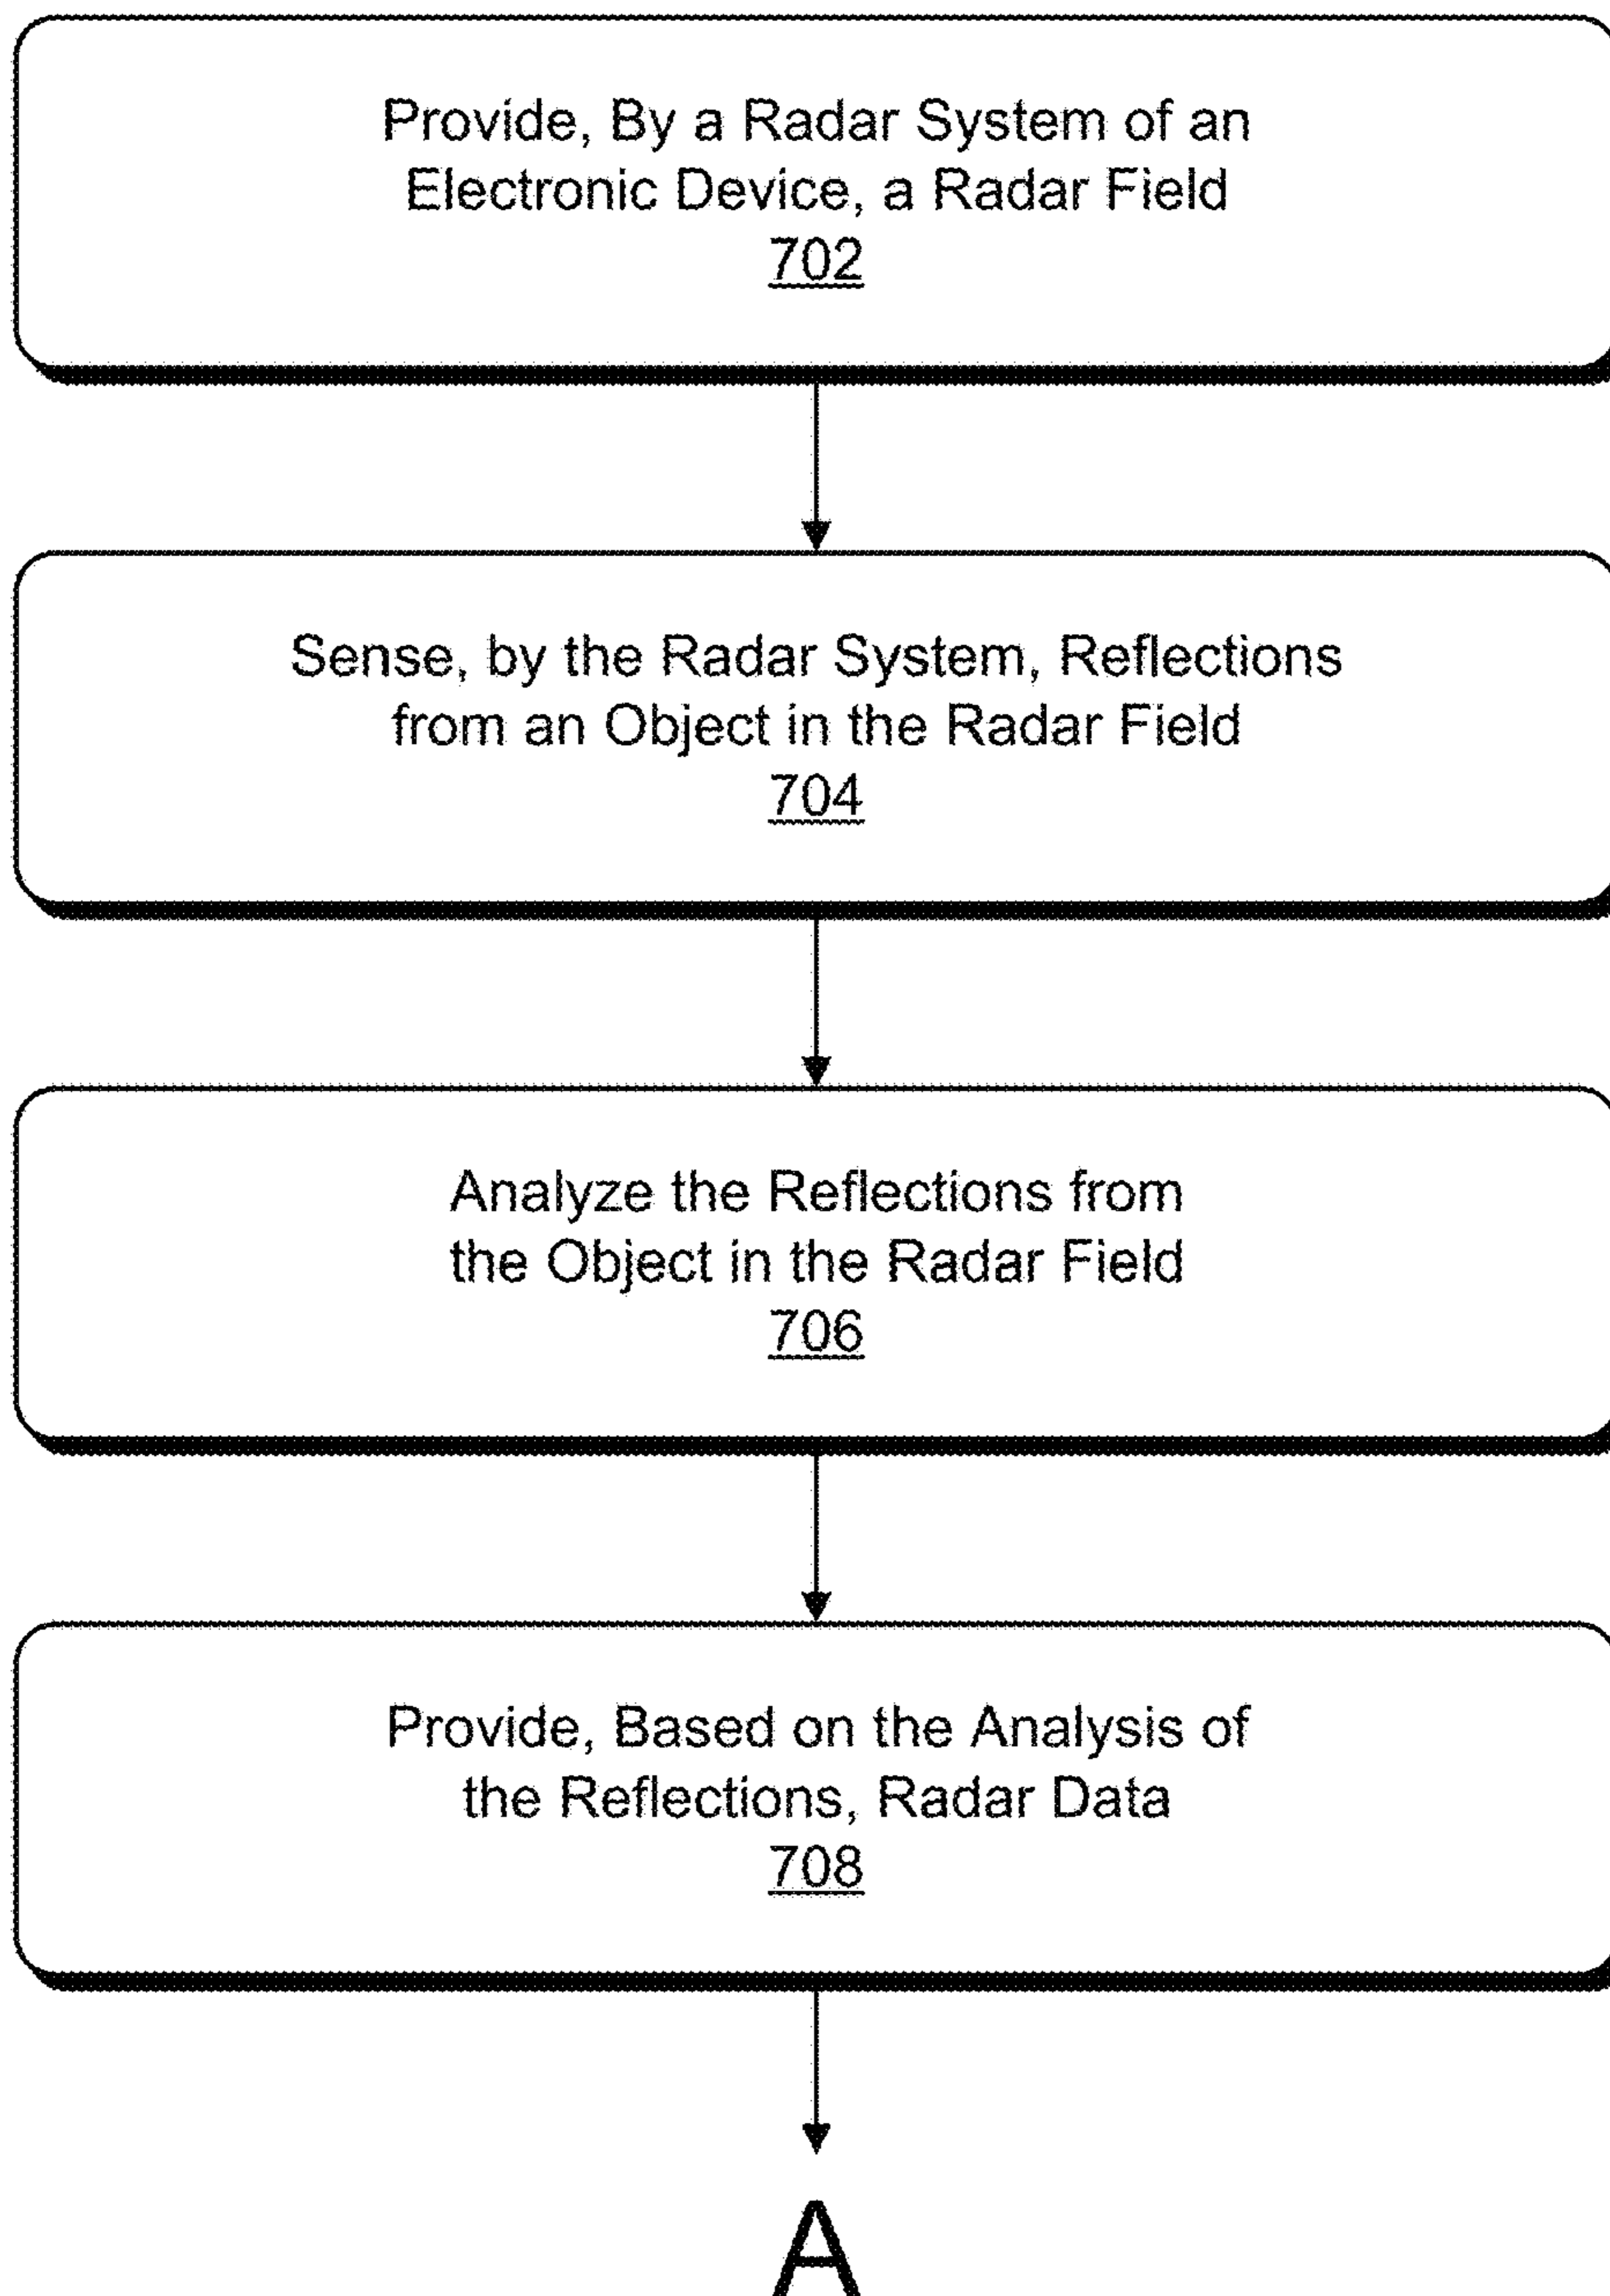 Provide, By a Radar System of an
Electronic Device, a Radar Field
702
Sense, by the Radar System, Reflections
from an Object in the Radar Field
704
Analyze the Reflections from
the Object in the Radar Field
706
Provide, Based on the Analysis of
the Reflections, Radar Data
708
A